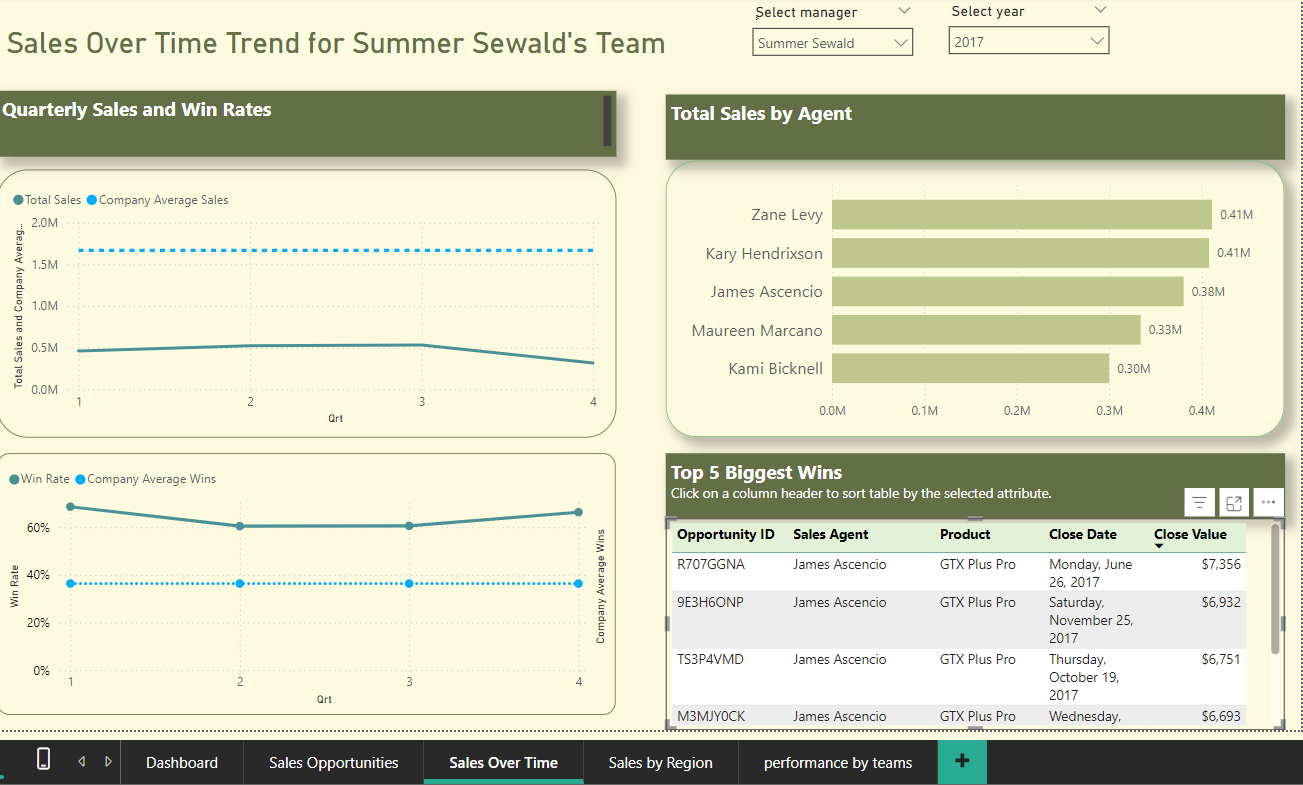 Select manager
Select year
Sales Over Time Trend for Summer Sewald's Team
Summer Sewald
2017
Quarterly Sales and Win Rates
Total Sales by Agent
Total Sales
Company Average Sales
Total Sales and Company Averag...
2.0M
1.5M
1.0M
0.5M
0.0M
1 2 3 4
Qrt
Zane Levy 0.41M
Kary Hendrixson 0.41M
James Ascencio 0.38M
Maureen Marcano 0.33M
Kami Bicknell 0.30M
0.0M 0.1M 0.2M 0.3M 0.4M
Win Rate
Company Average Wins
Win Rate
60%
40%
20%
0%
1 2 3 4
Qrt
Company Average Wins
Top 5 Biggest Wins
Click on a column header to sort table by the selected attribute.
Opportunity ID Sales Agent Product Close Date Close Value
R707GGNA James Ascencio GTX Plus Pro Monday, June $7,356
26, 2017
9E3H6ONP James Ascencio GTX Plus Pro Saturday, $6,932
November 25,
2017
TS3P4VMD James Ascencio GTX Plus Pro Thursday, $6,751
October 19,
2017
M3MJY0CK James Ascencio GTX Plus Pro Wednesday, $6,693
Dashboard
Sales Opportunities
Sales Over Time
Sales by Region
performance by teams
+